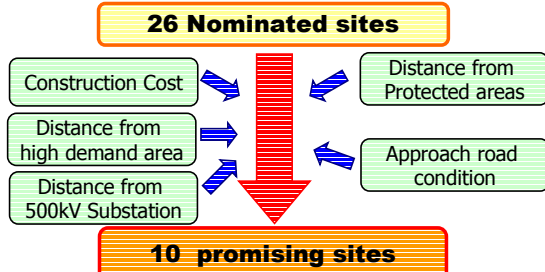 26 Nominated sites
Construction Cost
Distance from
high demand area
Distance from
500kV Substation
Distance from
Protected areas
Approach road
condition
10 promising sites